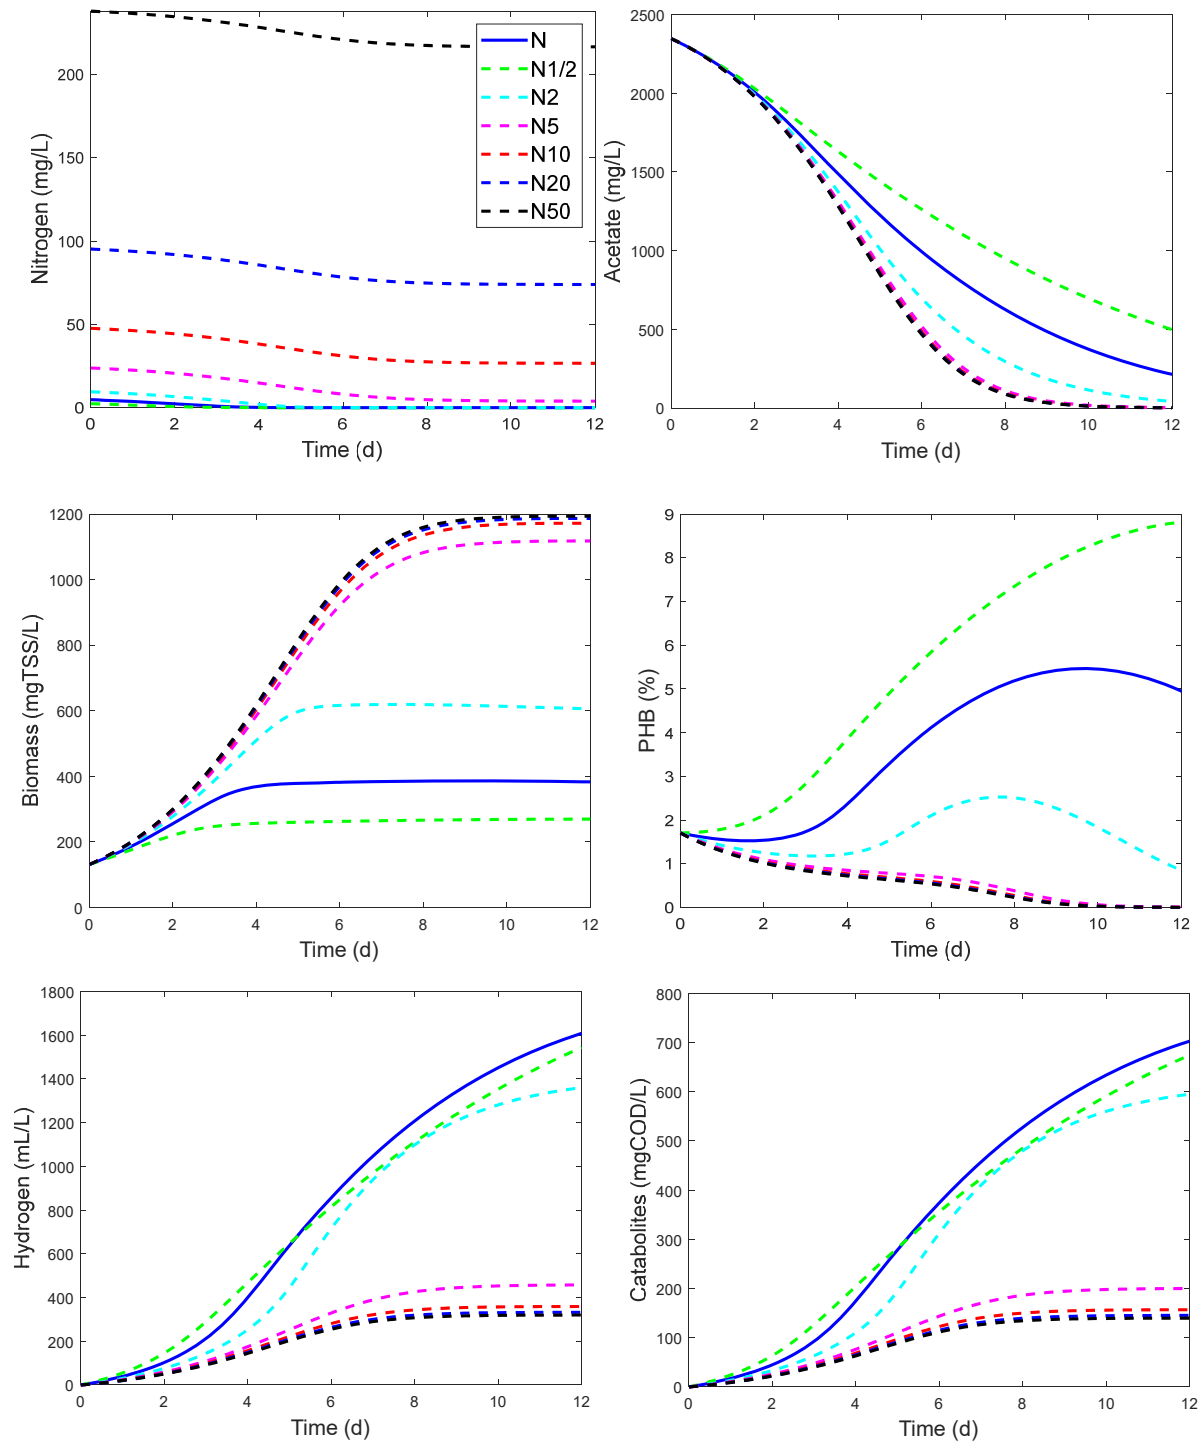 200
150
100
50
0
0 2 4 6 8 10 12
Nitrogen (mg/L)
Time (d)
N
N1/2
N2
N5
N10
N20
N50
2500
2000
1500
1000
500
0
0 2 4 6 8 10 12
Acetate (mg/L)
Time (d)
1200
1000
800
600
400
200
0
0 2 4 6 8 10 12
Biomass (mgTSS/L)
Time (d)
9
8
7
6
5
4
3
2
1
0
0 2 4 6 8 10 12
PHB (%)
Time (d)
1800
1600
1400
1200
1000
800
600
400
200
0
0 2 4 6 8 10 12
Hydrogen (mL/L)
Time (d)
800
700
600
500
400
300
200
100
0
0 2 4 6 8 10 12
Catabolites (mgCOD/L)
Time (d)